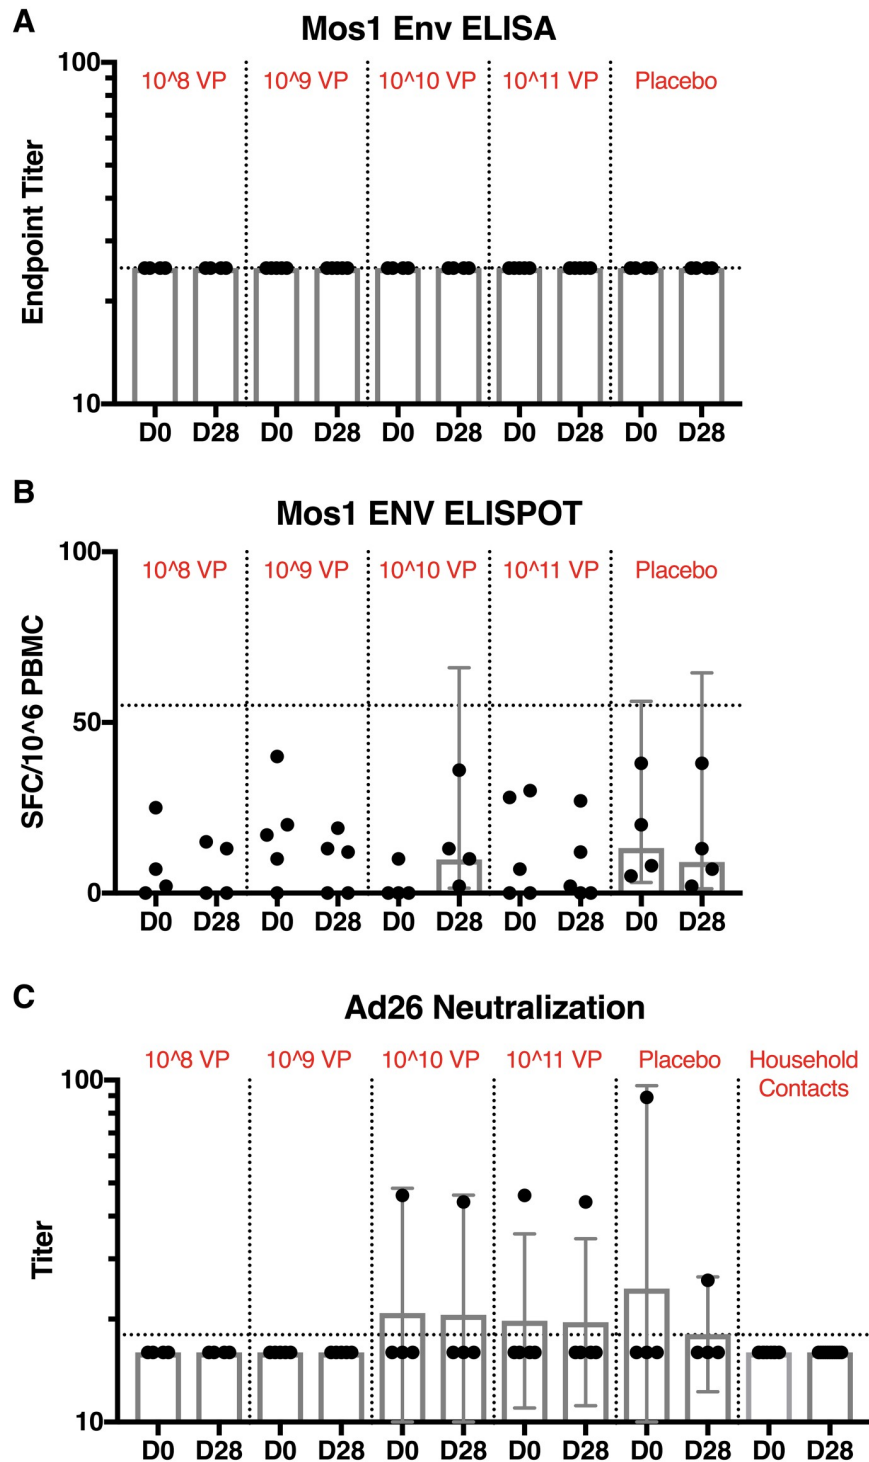 A
Mos1 Env ELISA
100
10^8 VP 10^9 VP 10^10 VP 10^11 VP Placebo
Endpoint Titer
10
D0 D28 D0 D28 D0 D28 D0 D28 D0 D28
B
Mos1 ENV ELISPOT
100
10^8 VP 10^9 VP 10^10 VP 10^11 VP Placebo
SFC/10^6 PBMC
50
0
D0 D28 D0 D28 D0 D28 D0 D28 D0 D28
C
Ad26 Neutralization
10^8 VP 10^9 VP 10^10 VP 10^11 VP Placebo Household
Contacts
100
Titer
10
D0 D28 D0 D28 D0 D28 D0 D28 D0 D28 D0 D28